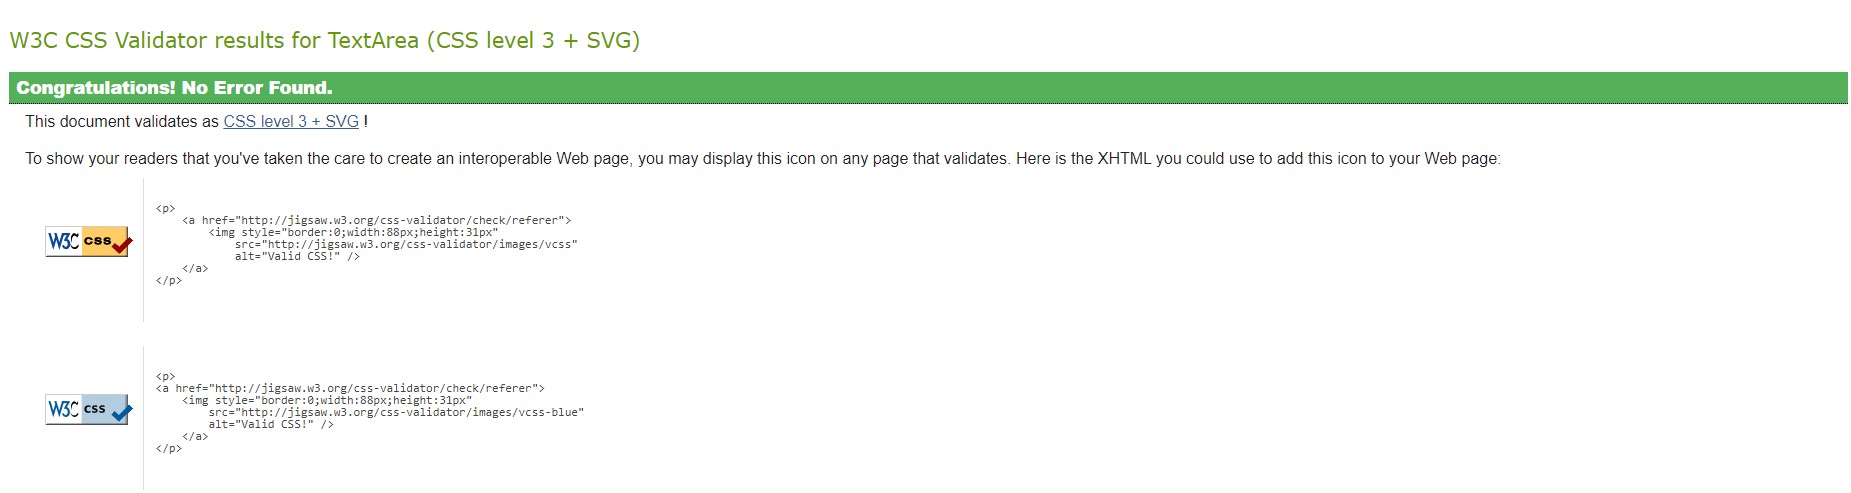 W3C CSS Validator results for TextArea (CSS level 3 + SVG)
Congratulations! No Error Found.
This document validates as CSS level 3 + SVG !
To show your readers that you've taken the care to create an interoperable Web page, you may display this icon on any page that validates. Here is the XHTML you could use to add this icon to your Web page:
W3C css
<p>
<a href="http://jigsaw.w3.org/css-validator/check/referer">
<img style="border:0;width:88px;height:31px"
src="http://jigsaw.w3.org/css-validator/images/vcss"
alt="Valid CSS!" />
</a>
</p>
W3C css
<p>
<a href="http://jigsaw.w3.org/css-validator/check/referer">
<img style="border:0;width:88px;height:31px"
src="http://jigsaw.w3.org/css-validator/images/vcss-blue"
alt="Valid CSS!" />
</a>
</p>